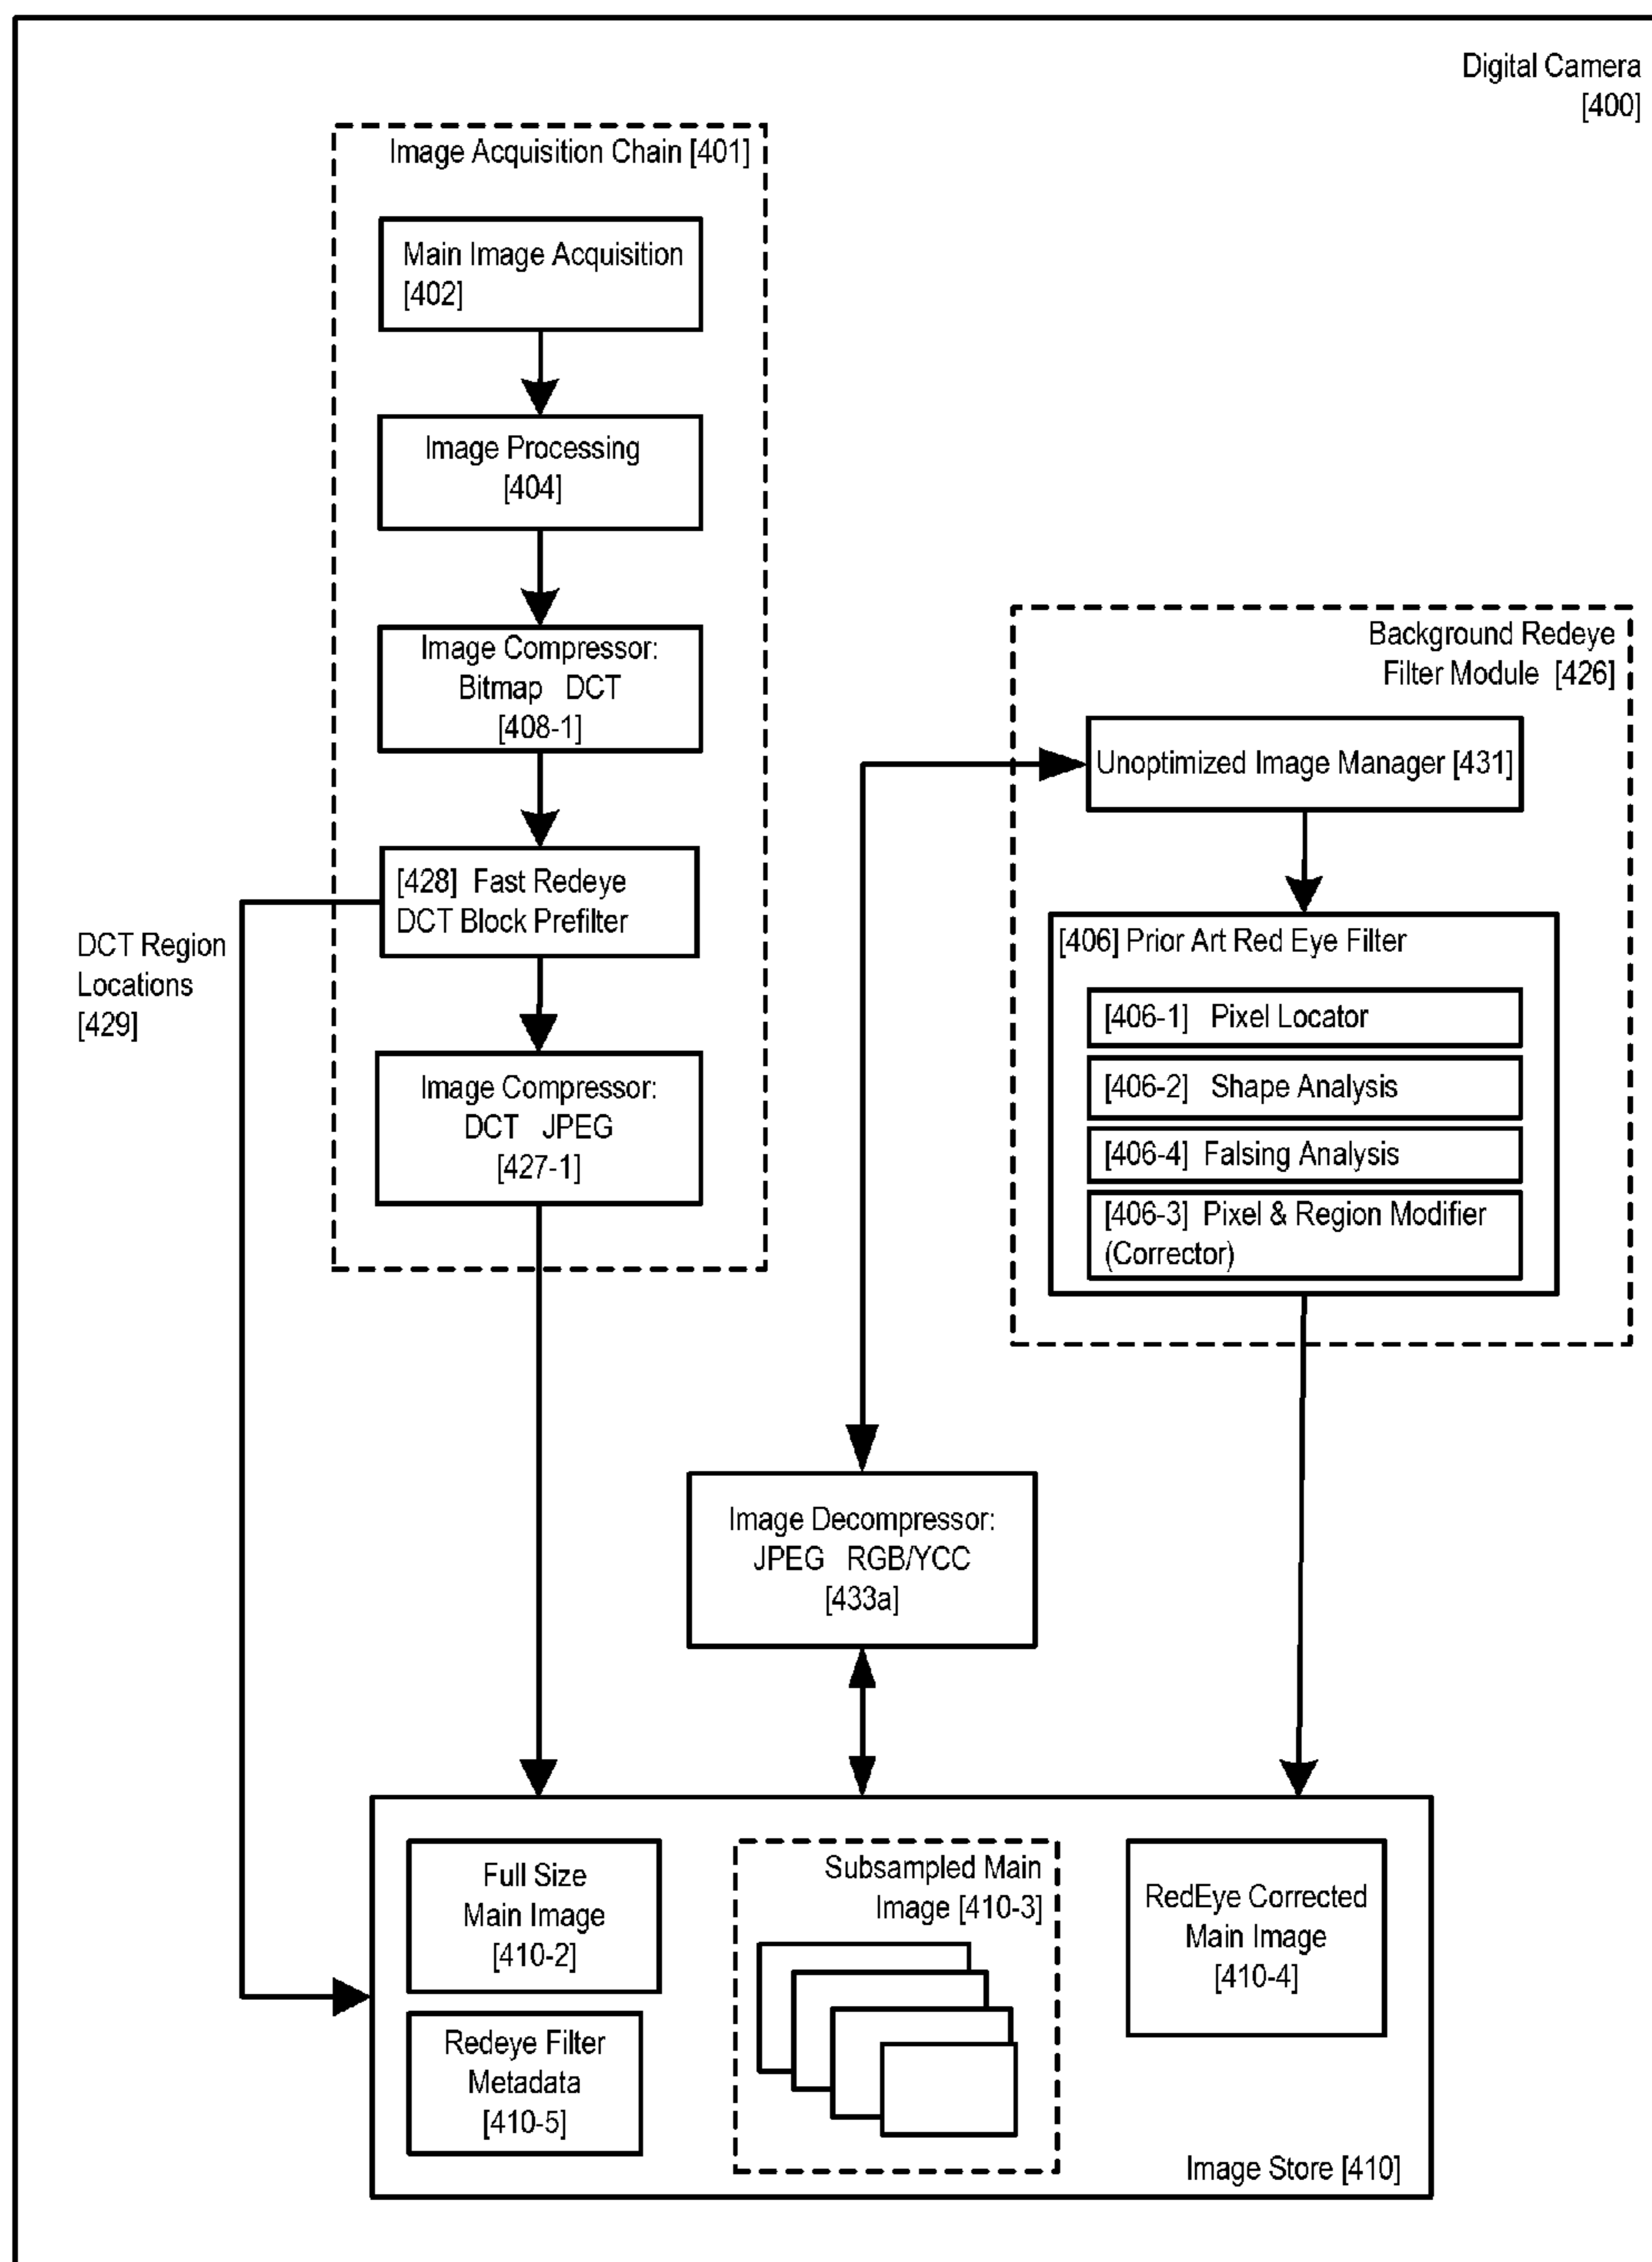 Digital Camera
[400]
Image Acquisition Chain [401]
Main Image Acquisition
[402]
Image Processing
[404]
Image Compressor:
Bitmap DCT
[408-1]
[428] Fast Redeye
DCT Block Prefilter
DCT Region
Locations
[429]
Image Compressor:
DCT JPEG
[427-1]
Background Redeye
Filter Module [426]
Unoptimized Image Manager [431]
[406] Prior Art Red Eye Filter
[406-1] Pixel Locator
[406-2] Shape Analysis
[406-4] Falsing Analysis
[406-3] Pixel & Region Modifier
(Corrector)
Image Decompressor:
JPEG RGB/YCC
[433a]
Full Size
Main Image
[410-2]
Redeye Filter
Metadata
[410-5]
Subsampled Main
Image [410-3]
RedEye Corrected
Main Image
[410-4]
Image Store [410]